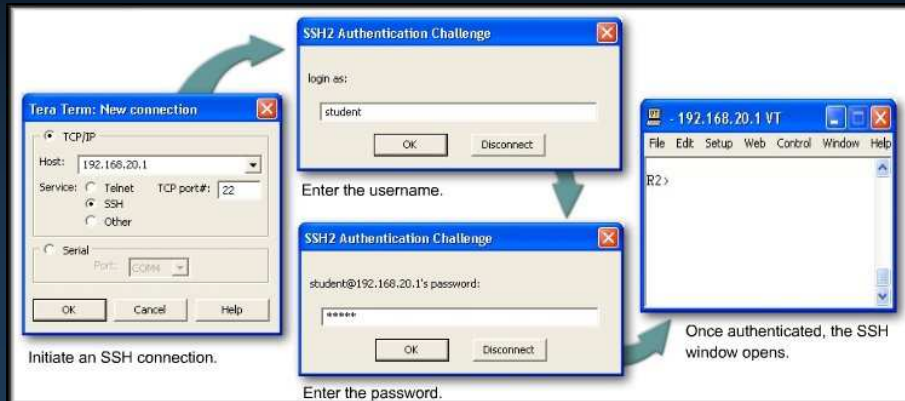 Tera Term: New connection
TCP/IP
Host: 192.168.20.1
Service: Telnet TCP port#: 22
SSH
Other
Serial
Port: COM4
OK Cancel Help
Initiate an SSH connection.
SSH2 Authentication Challenge
login as:
student
OK Disconnect
Enter the username.
SSH2 Authentication Challenge
student@192.168.20.1's password:
*****
OK Disconnect
Enter the password.
- 192.168.20.1 VT
File Edit Setup Web Control Window Help
R2>
Once authenticated, the SSH
window opens.